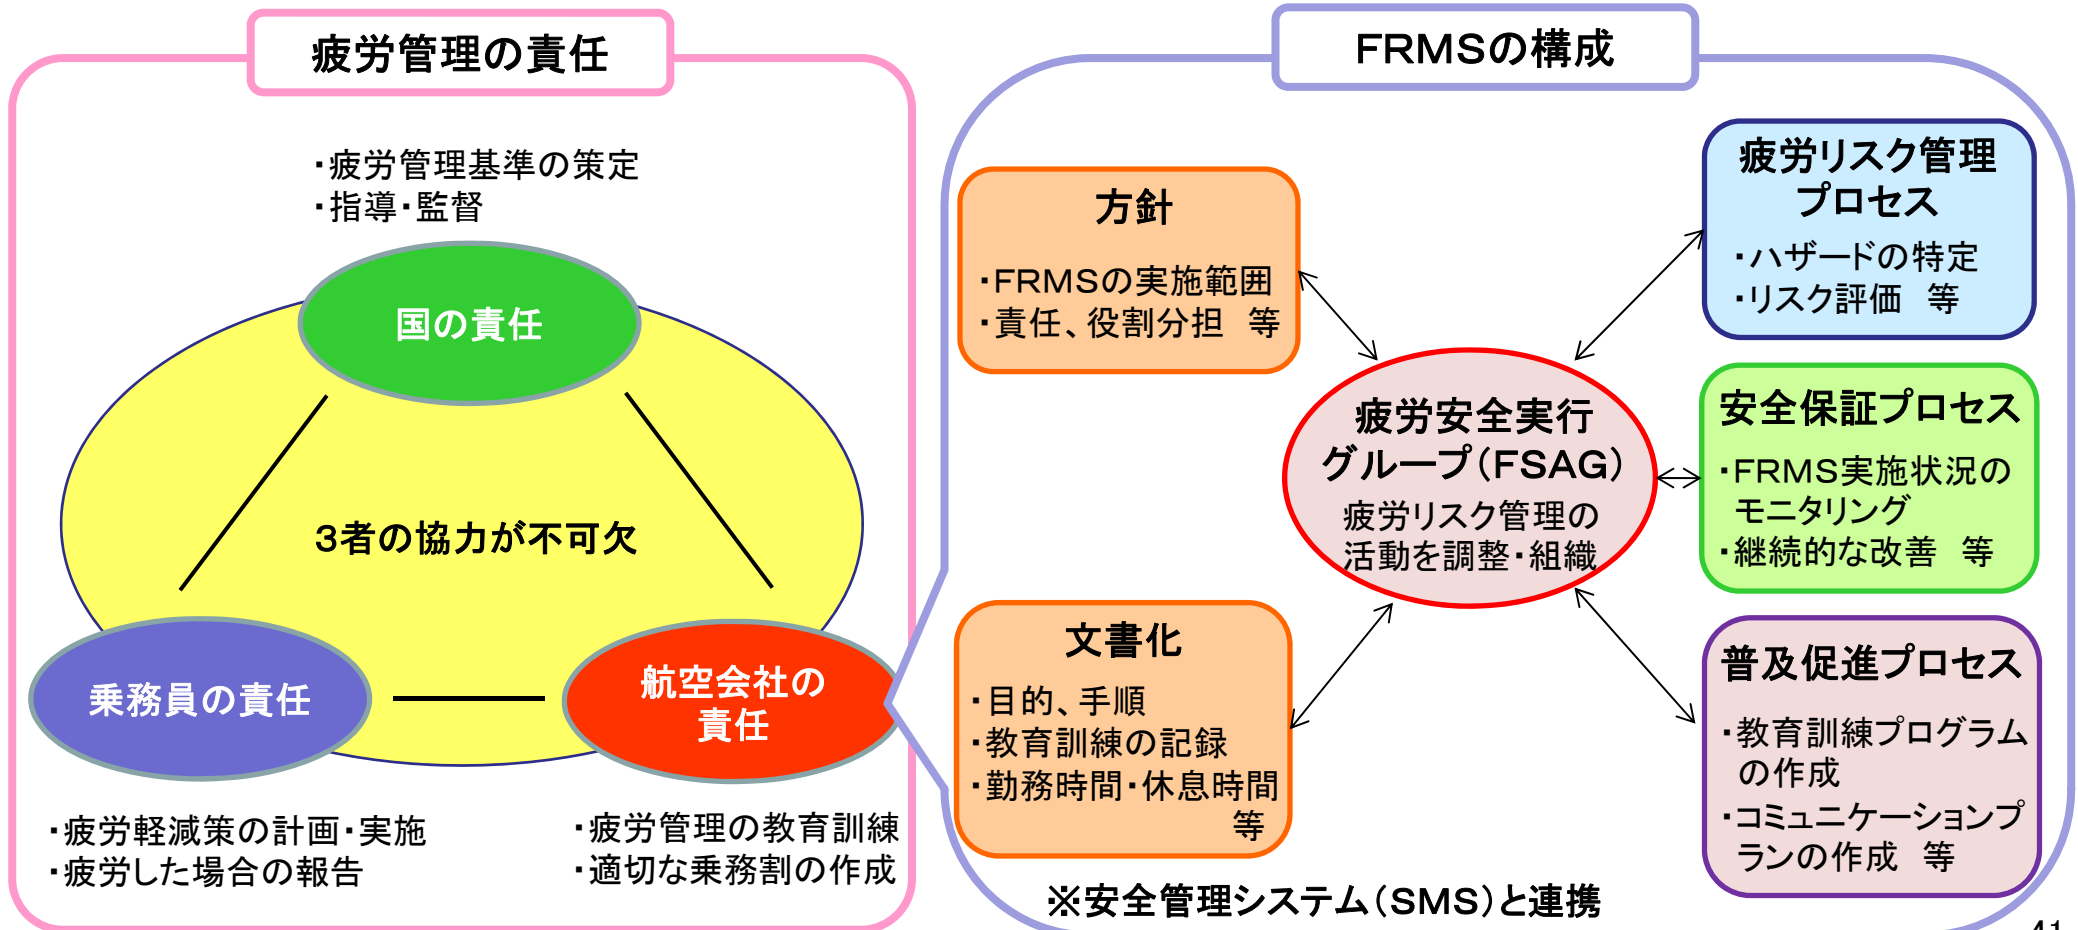 疲労管理の責任
・疲労管理基準の策定
・指導・監督
国の責任
3者の協力が不可欠
乗務員の責任
航空会社の
責任
・疲労軽減策の計画・実施
・疲労した場合の報告
・疲労管理の教育訓練
・適切な乗務割の作成
FRMSの構成
方針
・FRMSの実施範囲
・責任、役割分担　等
疲労リスク管理
プロセス
・ハザードの特定
・リスク評価　等
疲労安全実行
グループ（FSAG）
疲労リスク管理の
活動を調整・組織
安全保証プロセス
・FRMS実施状況の
モニタリング
・継続的な改善　等
文書化
・目的、手順
・教育訓練の記録
・勤務時間・休息時間
等
普及促進プロセス
・教育訓練プログラム
の作成
・コミュニケーションプ
ランの作成　等
※安全管理システム（SMS）と連携
41